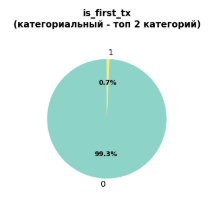 is_first_tx
(категориальный - топ 2 категорий)
1
0.7%
99.3%
0